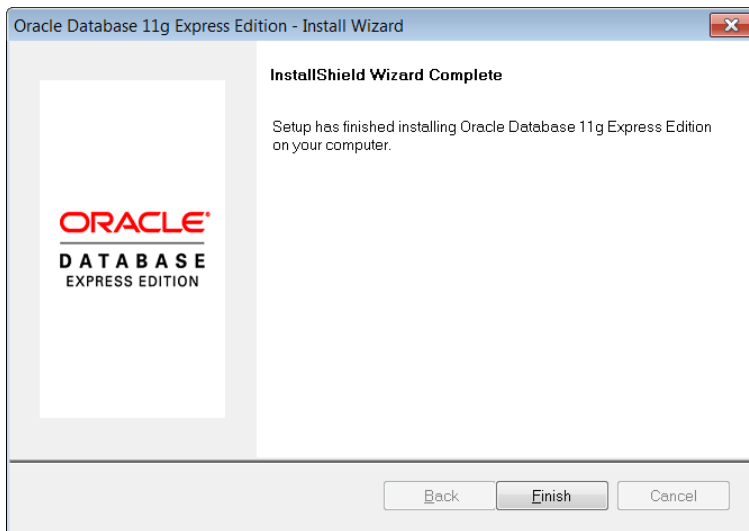 Oracle Database 11g Express Edition - Install Wizard
InstallShield Wizard Complete
Setup has finished installing Oracle Database 11g Express Edition
on your computer.
ORACLE®
DATABASE
EXPRESS EDITION
Back
Finish
Cancel